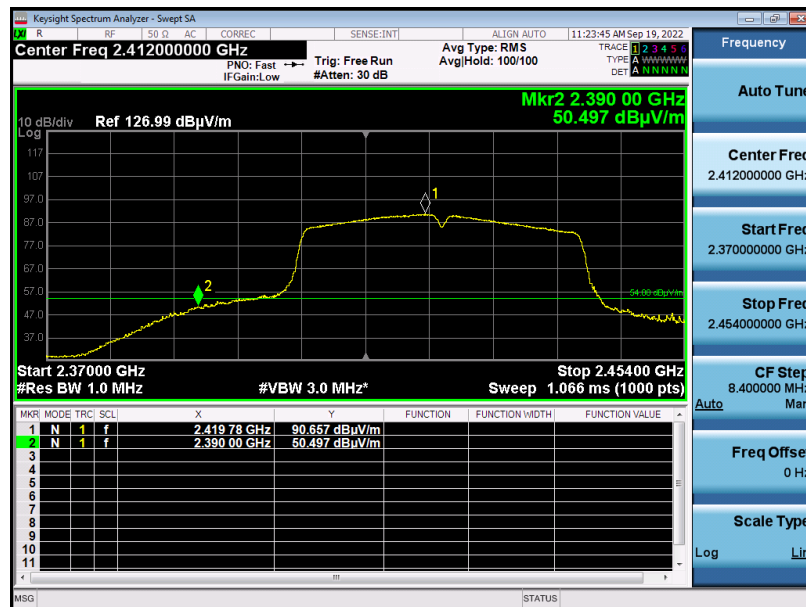 Keysight Spectrum Analyzer - Swept SA
LXI R RF 50 Ω AC CORREC SENSE:INT ALIGN AUTO 11:23:45 AM Sep 19, 2022
Center Freq 2.412000000 GHz
PNO: Fast
IFGain:Low
Trig: Free Run
#Atten: 30 dB
Avg Type: RMS
Avg|Hold: 100/100
TRACE 1 2 3 4 5 6
TYPE A WWWWW
DET A N N N N N
Mkr2 2.390 00 GHz
50.497 dBµV/m
10 dB/div Ref 126.99 dBµV/m
Log
117
107
97.0
87.0
77.0
67.0
57.0
47.0
37.0
1
2
54.00 dBµV/m
Start 2.37000 GHz Stop 2.45400 GHz
#Res BW 1.0 MHz #VBW 3.0 MHz* Sweep 1.066 ms (1000 pts)
MKR MODE TRC SCL X Y FUNCTION FUNCTION WIDTH FUNCTION VALUE
1 N 1 f 2.419 78 GHz 90.657 dBµV/m
2 N 1 f 2.390 00 GHz 50.497 dBµV/m
3
4
5
6
7
8
9
10
11
MSG STATUS
Frequency
Auto Tune
Center Freq
2.412000000 GHz
Start Freq
2.370000000 GHz
Stop Freq
2.454000000 GHz
CF Step
8.400000 MHz
Auto Man
Freq Offset
0 Hz
Scale Type
Log Lin